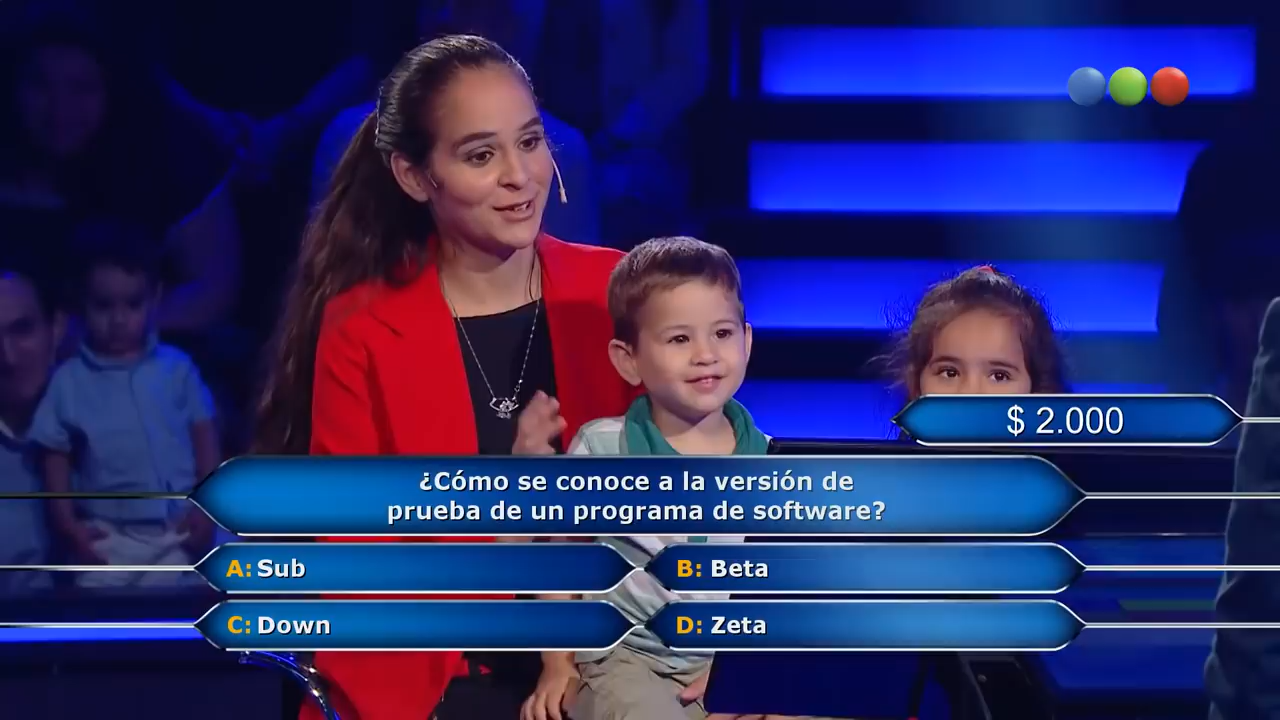 $ 2.000
¿Cómo se conoce a la versión de
prueba de un programa de software?
A: Sub
B: Beta
C: Down
D: Zeta